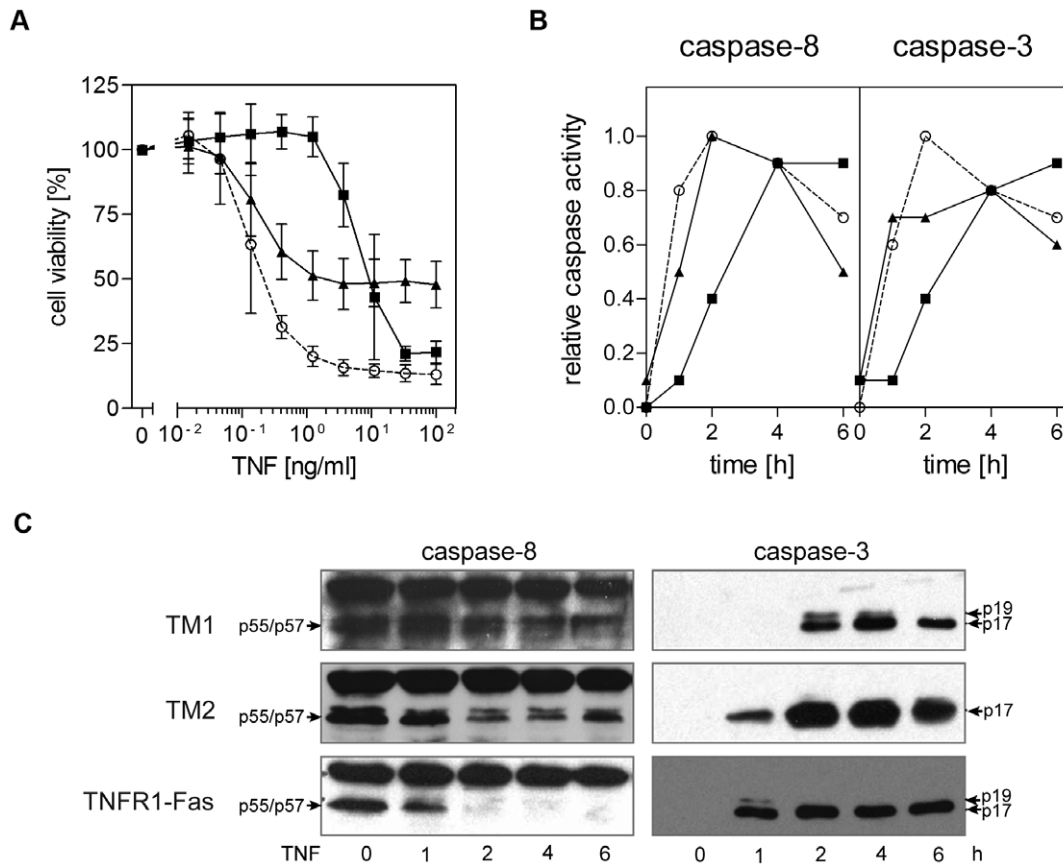 A
125
100
75
50
25
0
cell viability [%]
0 10⁻² 10⁻¹ 10⁰ 10¹ 10²
TNF [ng/ml]
B
caspase-8 caspase-3
1.0
0.8
0.6
0.4
0.2
0.0
relative caspase activity
0 2 4 6 0 2 4 6
time [h] time [h]
C
caspase-8 caspase-3
TM1 p55/p57 p19
p17
TM2 p55/p57 p17
TNFR1-Fas p55/p57 p19
p17
TNF 0 1 2 4 6 0 1 2 4 6 h